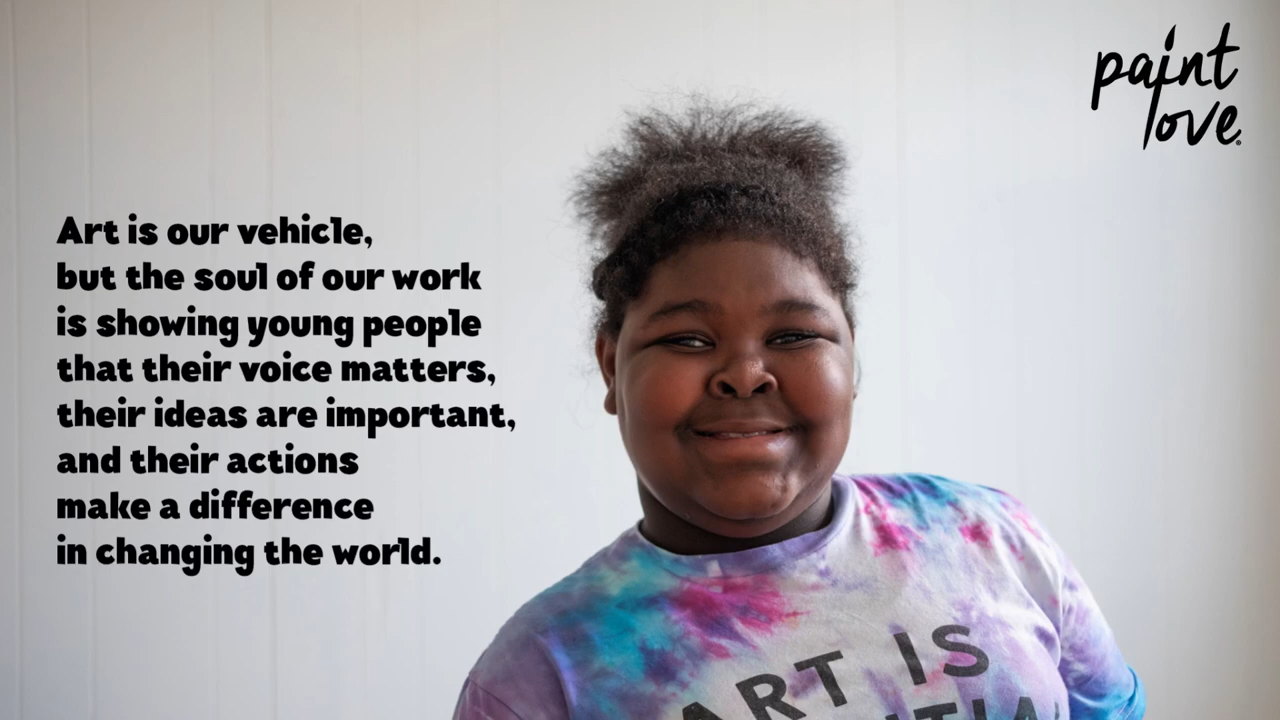 paint
love®
Art is our vehicle,
but the soul of our work
is showing young people
that their voice matters,
their ideas are important,
and their actions
make a difference
in changing the world.
ART IS